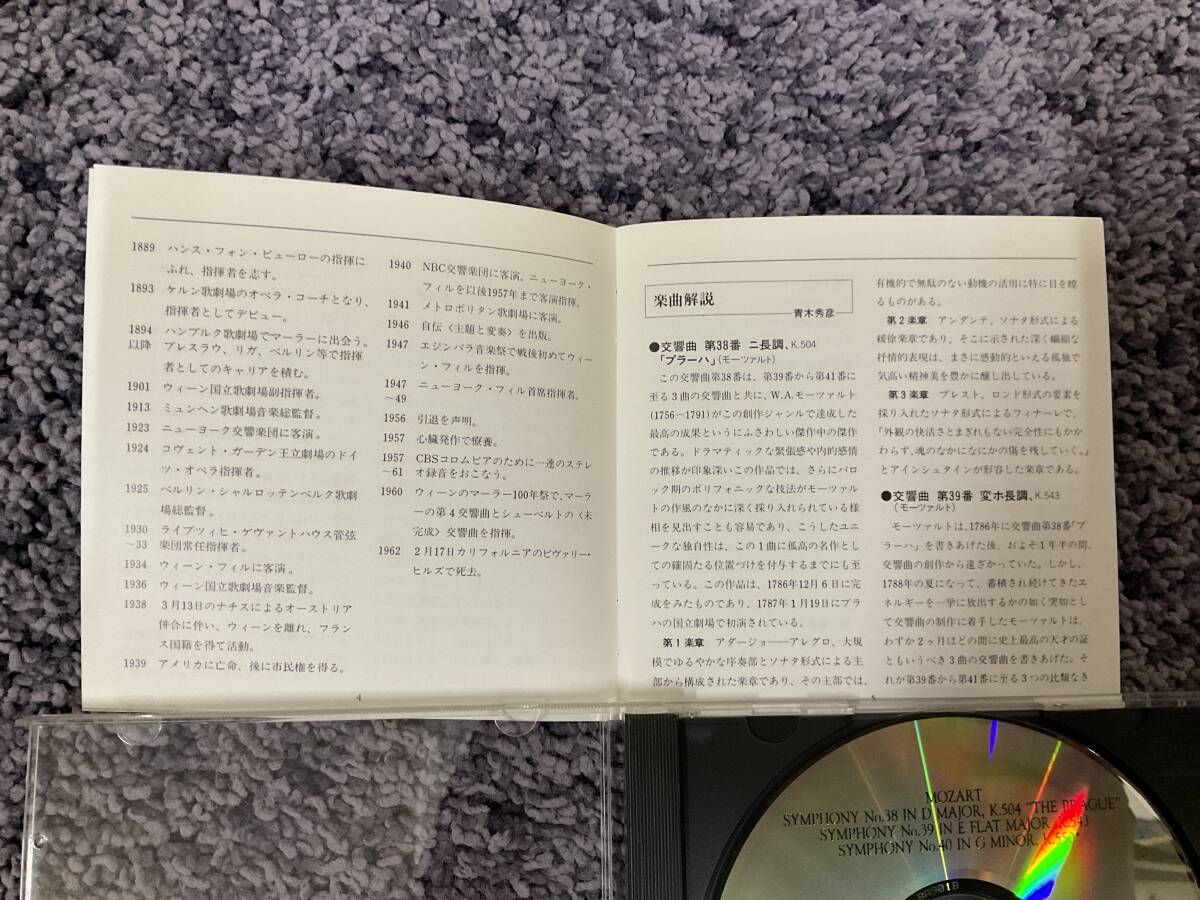 1889 ハンス・フォン・ビューローの指揮に
ふれ、指揮者を志す。
1893 ケルン歌劇場のオペラ・コーチとなり、
指揮者としてデビュー。
1894 ハンブルク歌劇場でマーラーに出会う。
以降 ブレスラウ、リガ、ベルリン等で指揮
者としてのキャリアを積む。
1901 ウィーン国立歌劇場副指揮者。
1913 ミュンヘン歌劇場音楽総監督。
1923 ニューヨーク交響楽団に客演。
1924 コヴェント・ガーデン王立劇場のドイ
ツ・オペラ指揮者。
1925 ベルリン・シャルロッテンベルク歌劇
場総監督。
1930 ライプツィヒ・ゲヴァントハウス管弦
～33 楽団常任指揮者。
1934 ウィーン・フィルに客演。
1936 ウィーン国立歌劇場音楽監督。
1938 3月13日のナチスによるオーストリア
併合に伴い、ウィーンを離れ、フラン
ス国籍を得て活動。
1939 アメリカに亡命、後に市民権を得る。
1940 NBC交響楽団に客演。ニューヨーク・
フィルを以後1957年まで客演指揮。
1941 メトロポリタン歌劇場に客演。
1946 自伝〈主題と変奏〉を出版。
1947 エジンバラ音楽祭で戦後初めてウィー
ン・フィルを指揮。
1947 ニューヨーク・フィル首席指揮者。
～49
1956 引退を声明。
1957 心臓発作で療養。
1957 CBSコロムビアのために一連のステレ
～61 オ録音をおこなう。
1960 ウィーンのマーラー100年祭で、マーラ
ーの第4交響曲とシューベルトの〈未
完成〉交響曲を指揮。
1962 2月17日カリフォルニアのビヴァリー・
ヒルズで死去。
4
楽曲解説
青木秀彦
●交響曲 第38番 ニ長調、K.504
「プラーハ」(モーツァルト)
この交響曲第38番は、第39番から第41番に
至る3曲の交響曲と共に、W.A.モーツァルト
(1756―1791)がこの創作ジャンルで達成した
最高の成果というにふさわしい傑作中の傑作
である。ドラマティックな緊張感や内的感情
の推移が印象深いこの作品では、さらにバロ
ック期のポリフォニックな技法がモーツァル
トの作風のなかに深く採り入れられている様
相を見出すことも容易であり、こうしたユニ
ークな独自性は、この1曲に孤高の名作とし
ての確固たる位置づけを付与するまでにも至
っている。この作品は、1786年12月6日に完
成をみたものであり、1787年1月19日にプラ
ハの国立劇場で初演されている。
第1楽章 アダージョ――アレグロ、大規
模でゆるやかな序奏部とソナタ形式による主
部から構成された楽章であり、その主部では、
有機的で無駄のない動機の活用に特に目を瞠
るものがある。
第2楽章 アンダンテ、ソナタ形式による
緩徐楽章であり、そこに示された深く繊細な
抒情的表現は、まさに感動的といえる孤独で
気高い精神美を豊かに醸し出している。
第3楽章 プレスト、ロンド形式の要素を
採り入れたソナタ形式によるフィナーレで、
「外観の快活さとまぎれもない完全性にもかか
わらず、魂のなかになにかの傷を残していく。」
とアインシュタインが形容した楽章である。
●交響曲 第39番 変ホ長調、K.543
(モーツァルト)
モーツァルトは、1786年に交響曲第38番「プ
ラーハ」を書きあげた後、およそ1年半の間、
交響曲の創作から遠ざかっていた。しかし、
1788年の夏になって、蓄積され続けてきたエ
ネルギーを一挙に放出するかの如く突如とし
て交響曲の制作に着手したモーツァルトは、
わずか2ヶ月ほどの間に史上最高の天才の証
ともいうべき3曲の交響曲を書きあげた。そ
れが第39番から第41番に至る3つの比類なき
MOZART
SYMPHONY No.38 IN D MAJOR, K.504 "THE PRAGUE"
SYMPHONY No.39 IN E FLAT MAJOR, K.543
SYMPHONY No.40 IN G MINOR, K.550